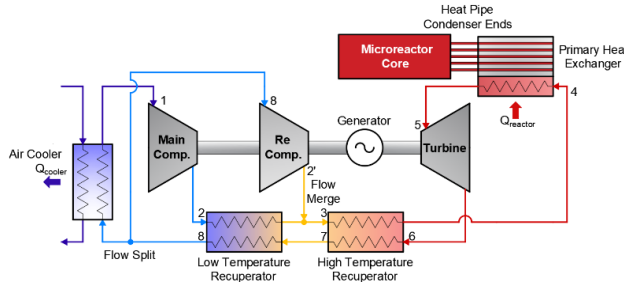 Heat Pipe
Condenser Ends
Microreactor
Core
Primary Hea
Exchanger
1
8
4
Generator
5
Qreactor
Main
Comp.
Re
Comp.
Turbine
Air Cooler
Qcooler
2'
Flow
Merge
2
3
8
7
6
Flow Split
Low Temperature
Recuperator
High Temperature
Recuperator